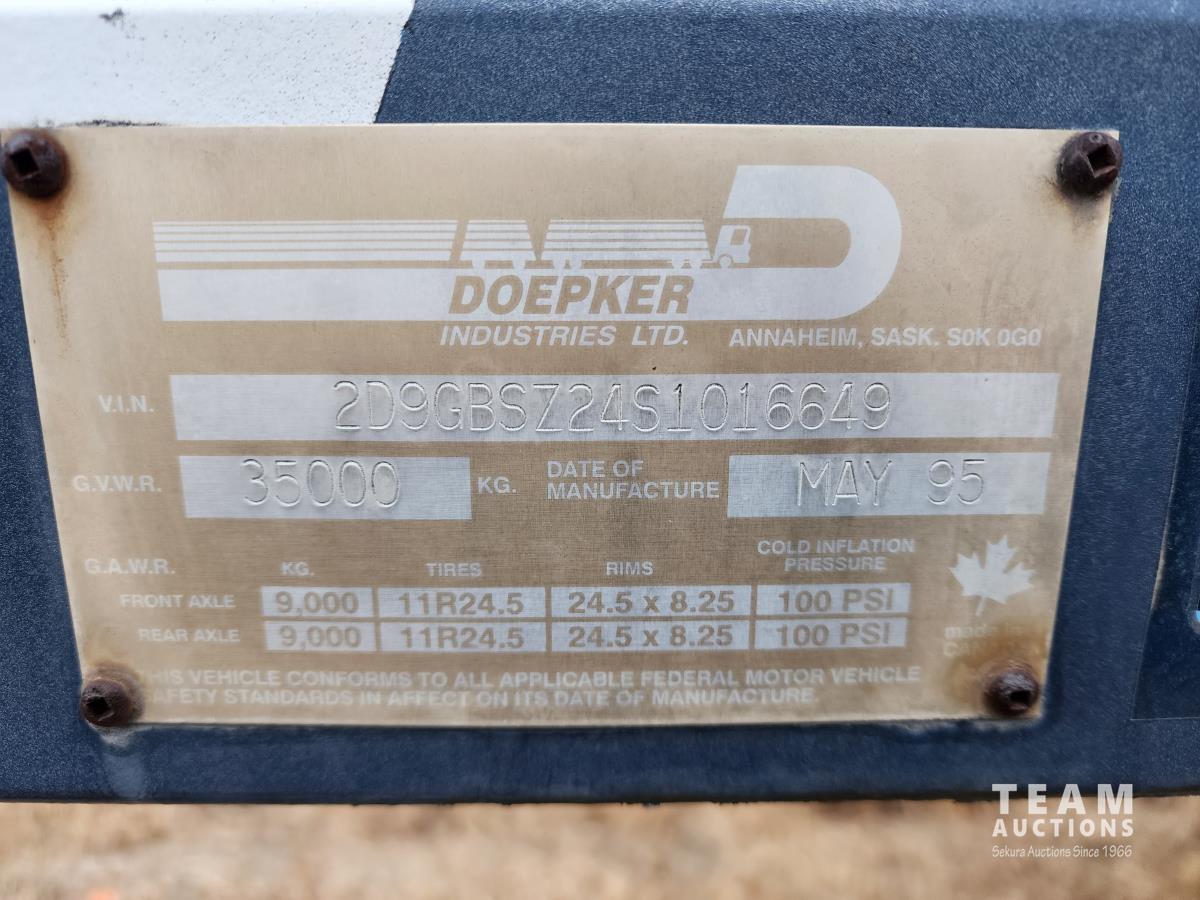 DOEPKER
INDUSTRIES LTD. ANNAHEIM, SASK. S0K 0G0
V.I.N. 2D9GBSZ24S1016649
G.V.W.R. 35000 KG. DATE OF MANUFACTURE MAY 95
G.A.W.R. KG. TIRES RIMS COLD INFLATION PRESSURE
FRONT AXLE 9,000 11R24.5 24.5 x 8.25 100 PSI
REAR AXLE 9,000 11R24.5 24.5 x 8.25 100 PSI
made
VEHICLE CONFORMS TO ALL APPLICABLE FEDERAL MOTOR VEHICLE
STANDARDS IN AFFECT ON ITS DATE OF MANUFACTURE.
TEAM
AUCTIONS
Sekura Auctions Since 1966